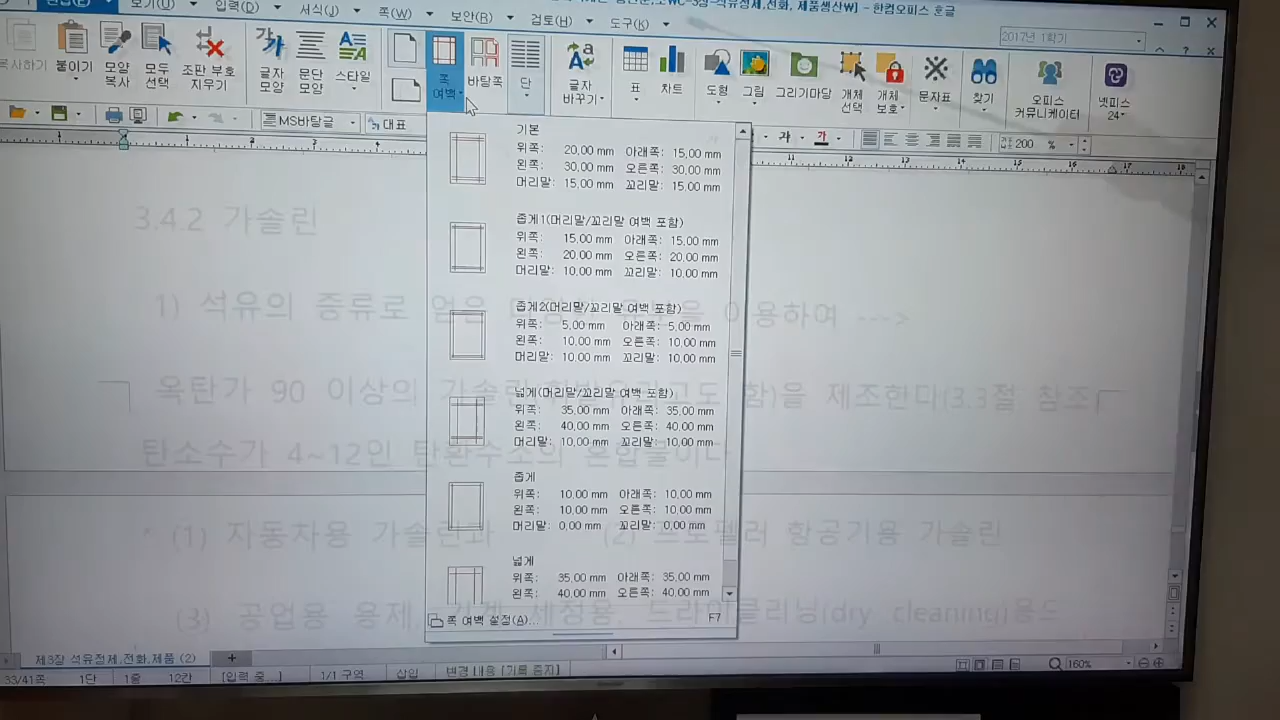 보기(U) 입력(D) 서식(J) 쪽(W) 보안(B) 검토(H) 도구(K)
제품생산W] - 한컴오피스 한글
2017년 1학기
붙이기 모양 복사 모두 선택 조판 부호 지우기 글자 모양 문단 모양 스타일 쪽 여백 바탕쪽 단 글자 바꾸기 표 차트 도형 그림 그리기마당 개체 선택 개체 보호 문자표 찾기 오피스 커뮤니케이터 넷피스 24
MS바탕글 대표 가 가 200 %
기본
위쪽: 20,00 mm 아래쪽: 15,00 mm
왼쪽: 30,00 mm 오른쪽: 30,00 mm
머리말: 15,00 mm 꼬리말: 15,00 mm
좁게1(머리말/꼬리말 여백 포함)
위쪽: 15,00 mm 아래쪽: 15,00 mm
왼쪽: 20,00 mm 오른쪽: 20,00 mm
머리말: 10,00 mm 꼬리말: 10,00 mm
좁게2(머리말/꼬리말 여백 포함)
위쪽: 5,00 mm 아래쪽: 5,00 mm
왼쪽: 10,00 mm 오른쪽: 10,00 mm
머리말: 10,00 mm 꼬리말: 10,00 mm
넓게(머리말/꼬리말 여백 포함)
위쪽: 35,00 mm 아래쪽: 35,00 mm
왼쪽: 40,00 mm 오른쪽: 40,00 mm
머리말: 10,00 mm 꼬리말: 10,00 mm
좁게
위쪽: 10,00 mm 아래쪽: 10,00 mm
왼쪽: 10,00 mm 오른쪽: 10,00 mm
머리말: 0,00 mm 꼬리말: 0,00 mm
넓게
위쪽: 35,00 mm 아래쪽: 35,00 mm
왼쪽: 40,00 mm 오른쪽: 40,00 mm
쪽 여백 설정(A)... F7
3.4.2 가솔린
1) 석유의 증류로 얻은 이용하여 --->
옥탄가 90 이상의 가솔린 함)을 제조한다(3.3절 참조)
탄소수가 4~12인 탄화수소의 혼합물이다
* (1) 자동차용 가솔린과 (2) 프로펠러 항공기용 가솔린
(3) 공업용 용제, 기계 세정용, 드라이클리닝(dry cleaning)용도
제3장 석유정제,전화,제품 (2)
33/41쪽 1단 1줄 12칸 [입력 중...] 1/1 구역 삽입 변경 내용 [기록 중지] 160%